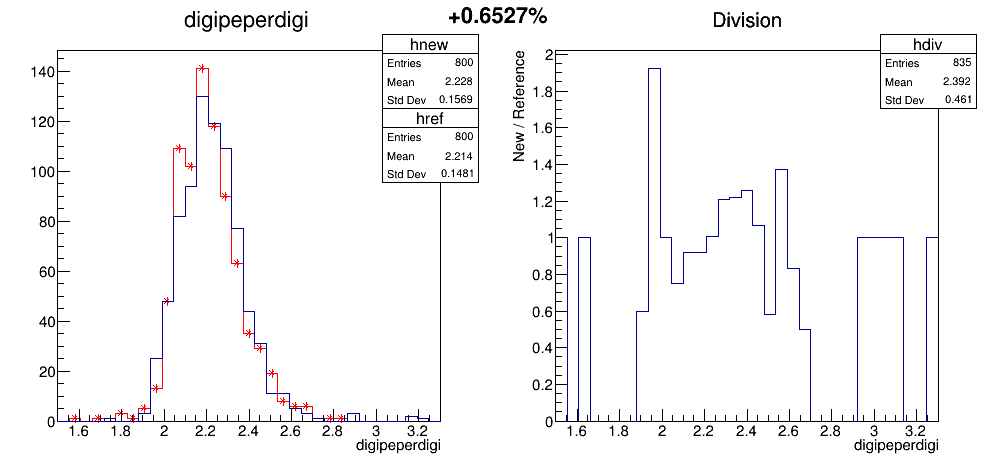 digipeperdigi
+0.6527%
Division
hnew
Entries 800
Mean 2.228
Std Dev 0.1569
href
Entries 800
Mean 2.214
Std Dev 0.1481
140
120
100
80
60
40
20
0
1.6 1.8 2 2.2 2.4 2.6 2.8 3 3.2
digipeperdigi
hdiv
Entries 835
Mean 2.392
Std Dev 0.461
New / Reference
2
1.8
1.6
1.4
1.2
1
0.8
0.6
0.4
0.2
0
1.6 1.8 2 2.2 2.4 2.6 2.8 3 3.2
digipeperdigi